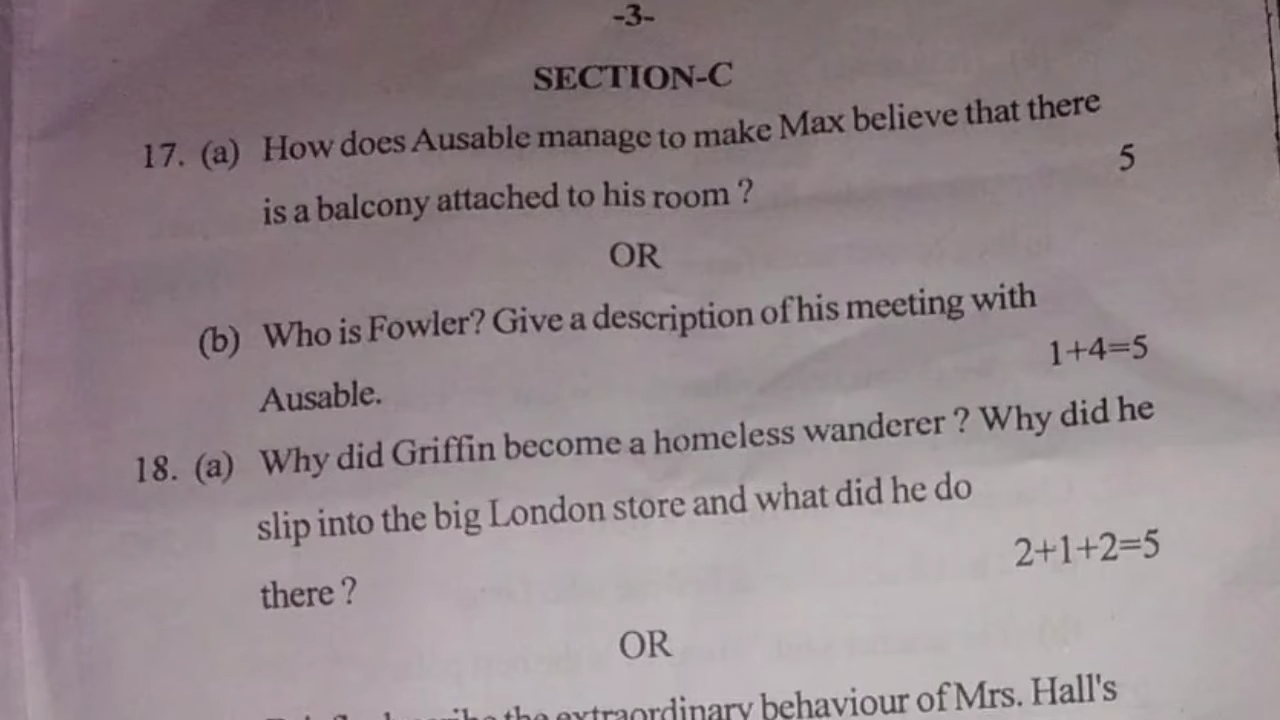 -3-
SECTION-C
17. (a) How does Ausable manage to make Max believe that there
is a balcony attached to his room ? 5
OR
(b) Who is Fowler? Give a description of his meeting with
Ausable. 1+4=5
18. (a) Why did Griffin become a homeless wanderer ? Why did he
slip into the big London store and what did he do
there ? 2+1+2=5
OR
the extraordinary behaviour of Mrs. Hall's